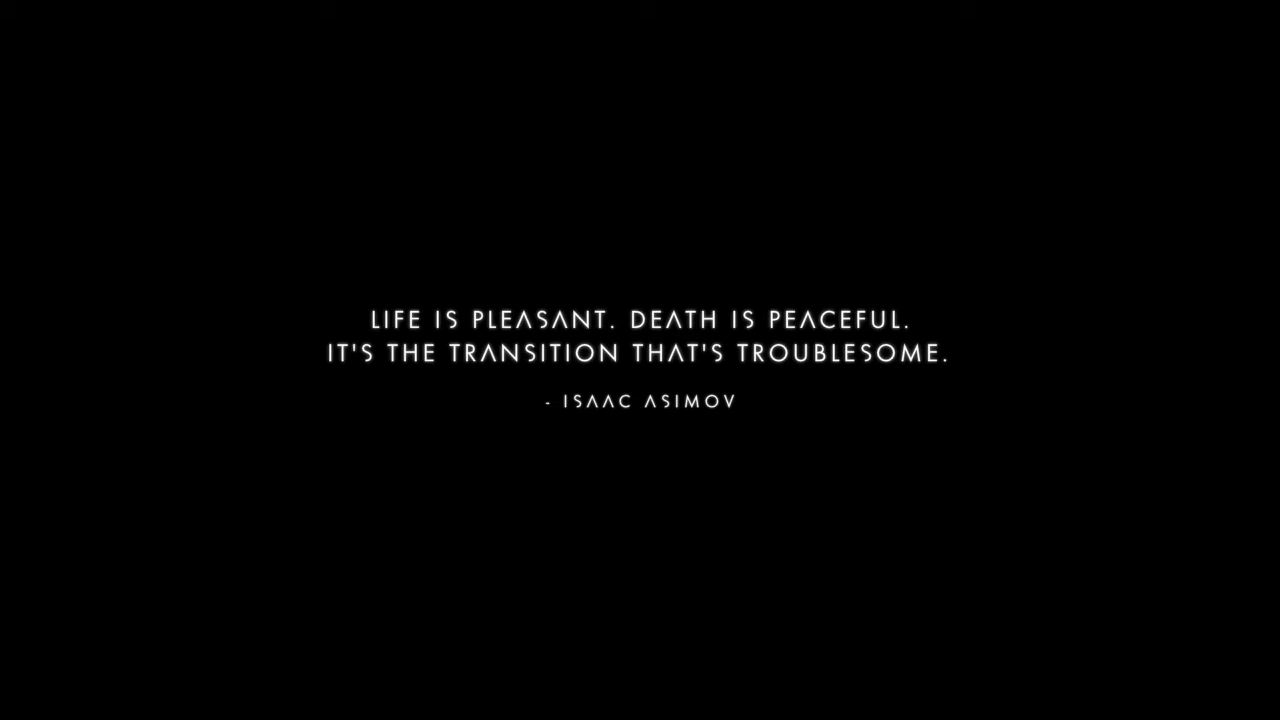 LIFE IS PLEASANT. DEATH IS PEACEFUL.
IT'S THE TRANSITION THAT'S TROUBLESOME.
- ISAAC ASIMOV